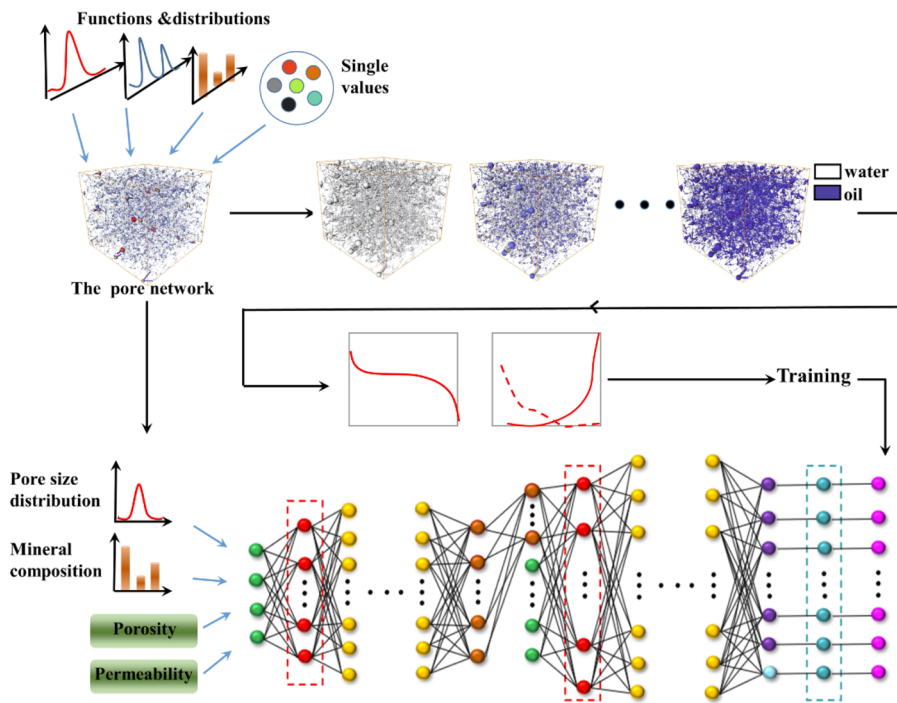 Functions &distributions
Single
values
water
oil
The pore network
Training
Pore size
distribution
Mineral
composition
Porosity
Permeability